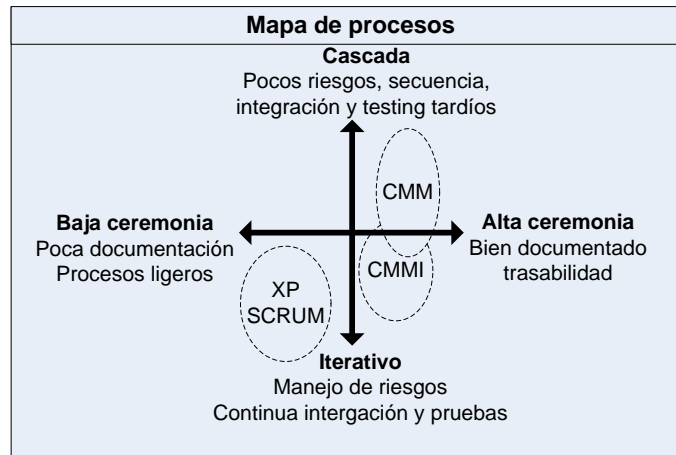 Mapa de procesos
Cascada
Pocos riesgos, secuencia,
integración y testing tardíos
CMM
Baja ceremonia
Poca documentación
Procesos ligeros
Alta ceremonia
Bien documentado
trasabilidad
CMMI
XP
SCRUM
Iterativo
Manejo de riesgos
Continua intergación y pruebas